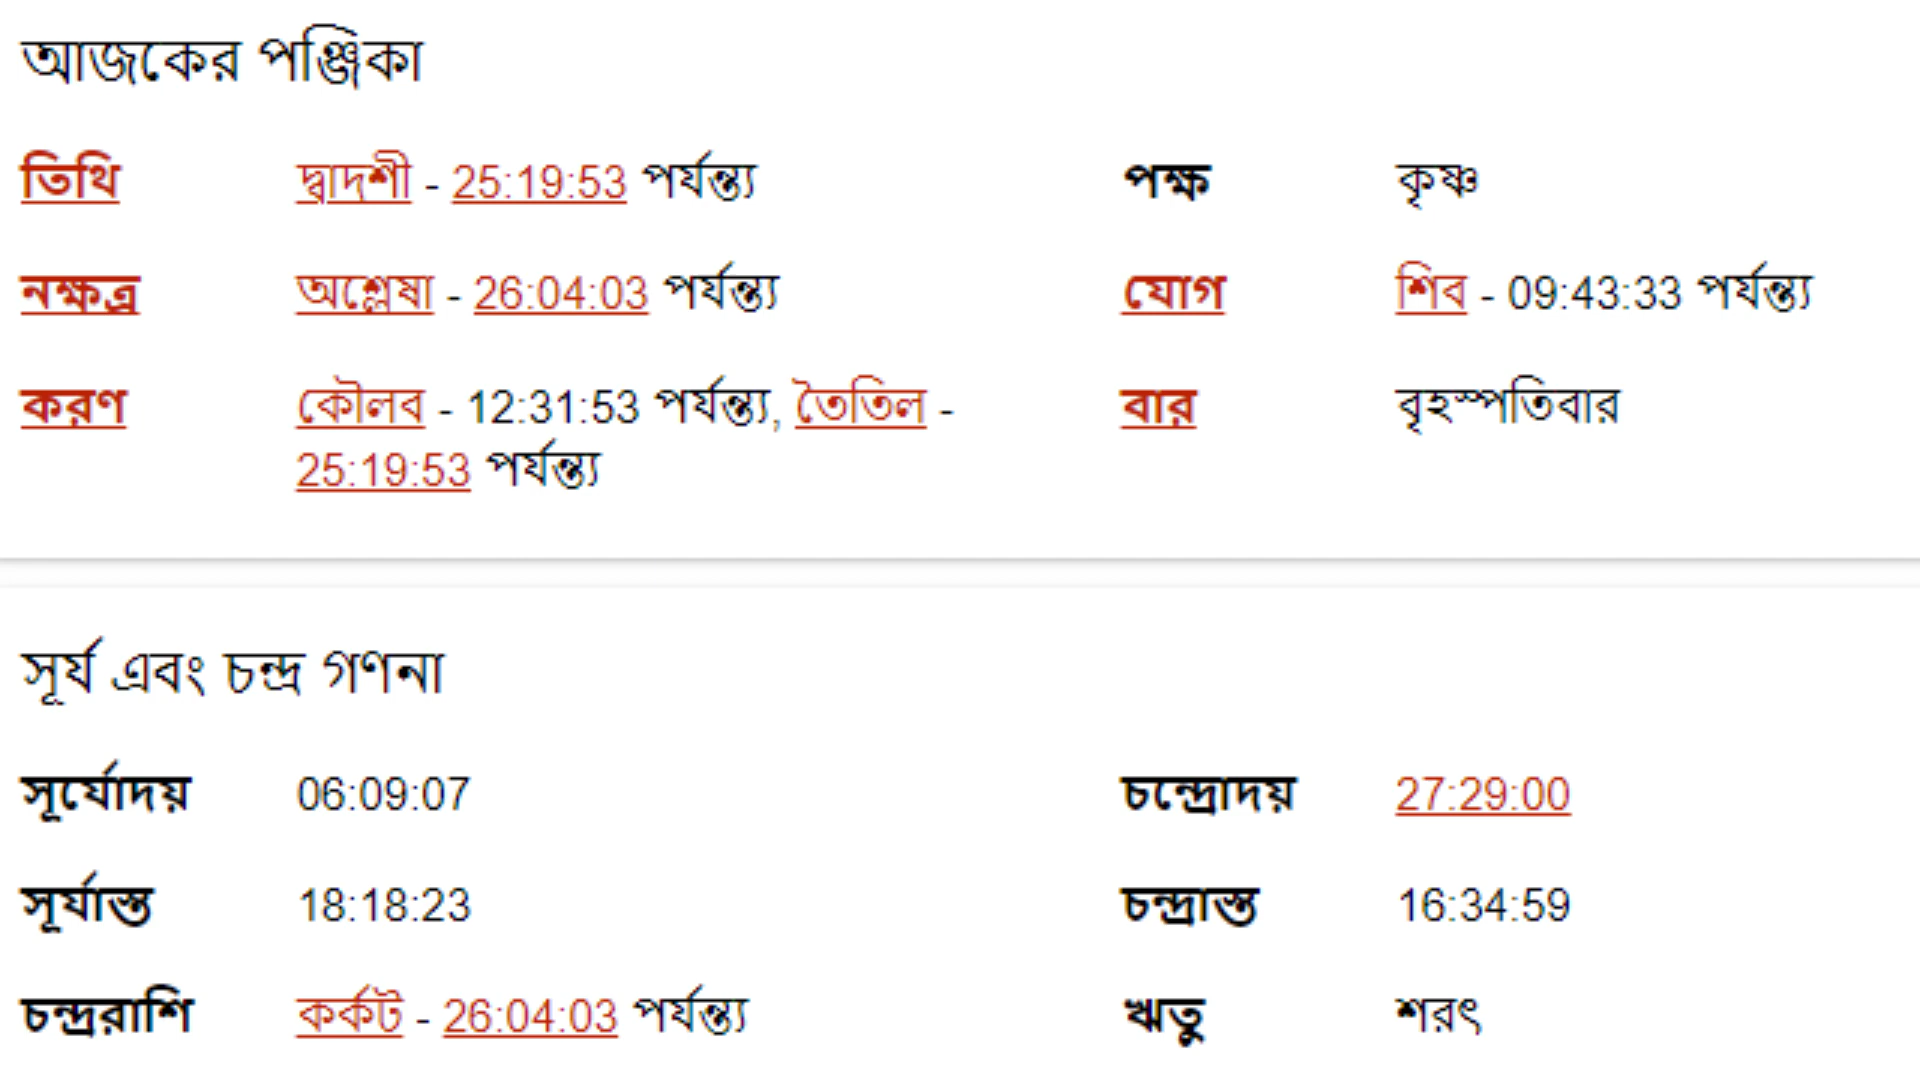 আজকের পঞ্জিকা
তিথি দ্বাদশী - 25:19:53 পর্যন্ত্য পক্ষ কৃষ্ণ
নক্ষত্র অশ্লেষা - 26:04:03 পর্যন্ত্য যোগ শিব - 09:43:33 পর্যন্ত্য
করণ কৌলব - 12:31:53 পর্যন্ত্য, তৈতিল - বার বৃহস্পতিবার
25:19:53 পর্যন্ত্য
সূর্য এবং চন্দ্র গণনা
সূর্যোদয় 06:09:07 চন্দ্রোদয় 27:29:00
সূর্যাস্ত 18:18:23 চন্দ্রাস্ত 16:34:59
চন্দ্ররাশি কর্কট - 26:04:03 পর্যন্ত্য ঋতু শরৎ